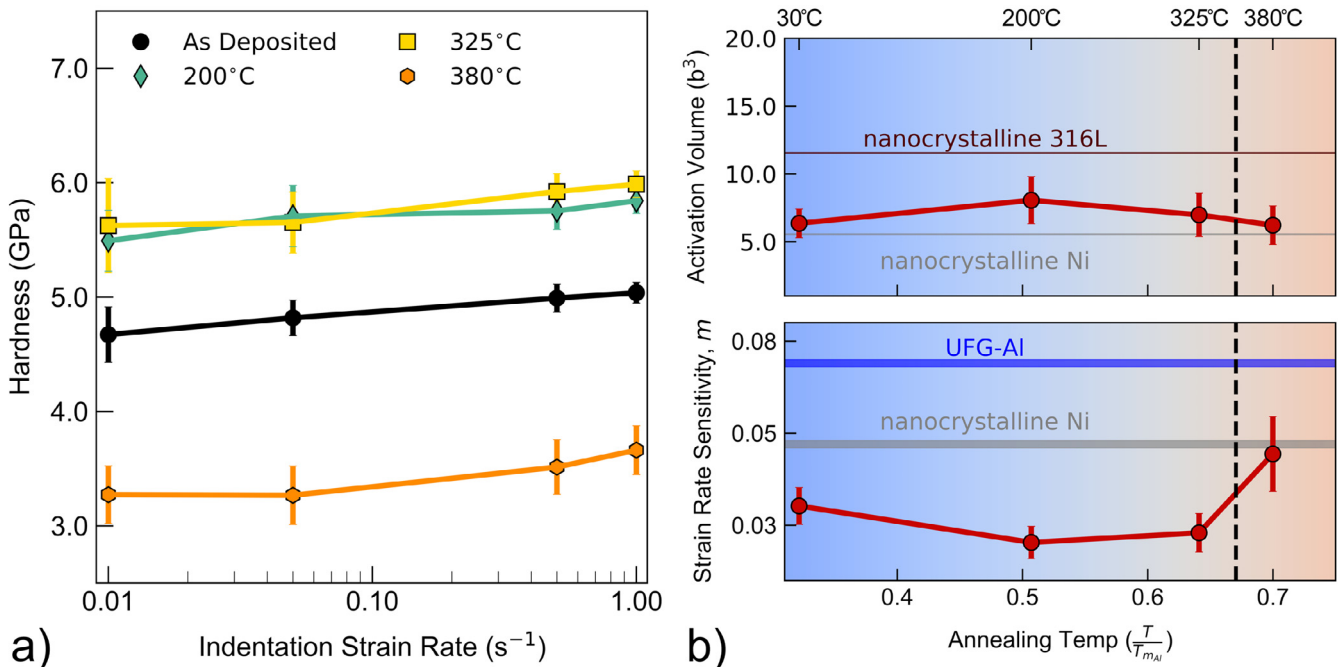 As Deposited
200°C
325°C
380°C
7.0
6.0
5.0
4.0
3.0
Hardness (GPa)
0.01
0.10
1.00
Indentation Strain Rate (s⁻¹)
a)
30℃
200℃
325℃
380℃
20.0
15.0
10.0
5.0
Activation Volume (b³)
nanocrystalline 316L
nanocrystalline Ni
0.08
0.05
0.03
Strain Rate Sensitivity, m
UFG-Al
nanocrystalline Ni
0.4
0.5
0.6
0.7
Annealing Temp (T/T_{m_{Al}})
b)